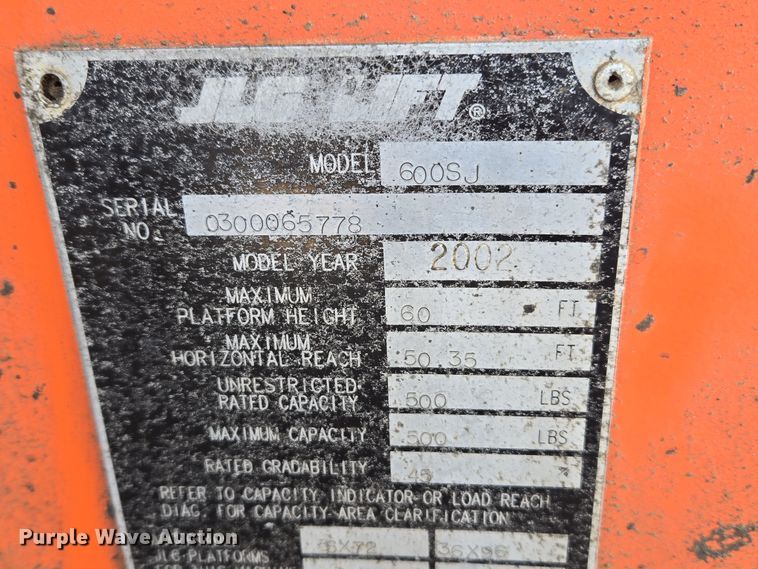 JLG LIFT®
MODEL 600SJ
SERIAL NO. 0300065778
MODEL YEAR 2002
MAXIMUM
PLATFORM HEIGHT 60 FT
MAXIMUM
HORIZONTAL REACH 50.35 FT
UNRESTRICTED
RATED CAPACITY 500 LBS
MAXIMUM CAPACITY 500 LBS
RATED GRADABILITY 45
REFER TO CAPACITY INDICATOR OR LOAD REACH
DIAG. FOR CAPACITY AREA CLARIFICATION
36X96
JLG PLATFORMS
Purple Wave Auction